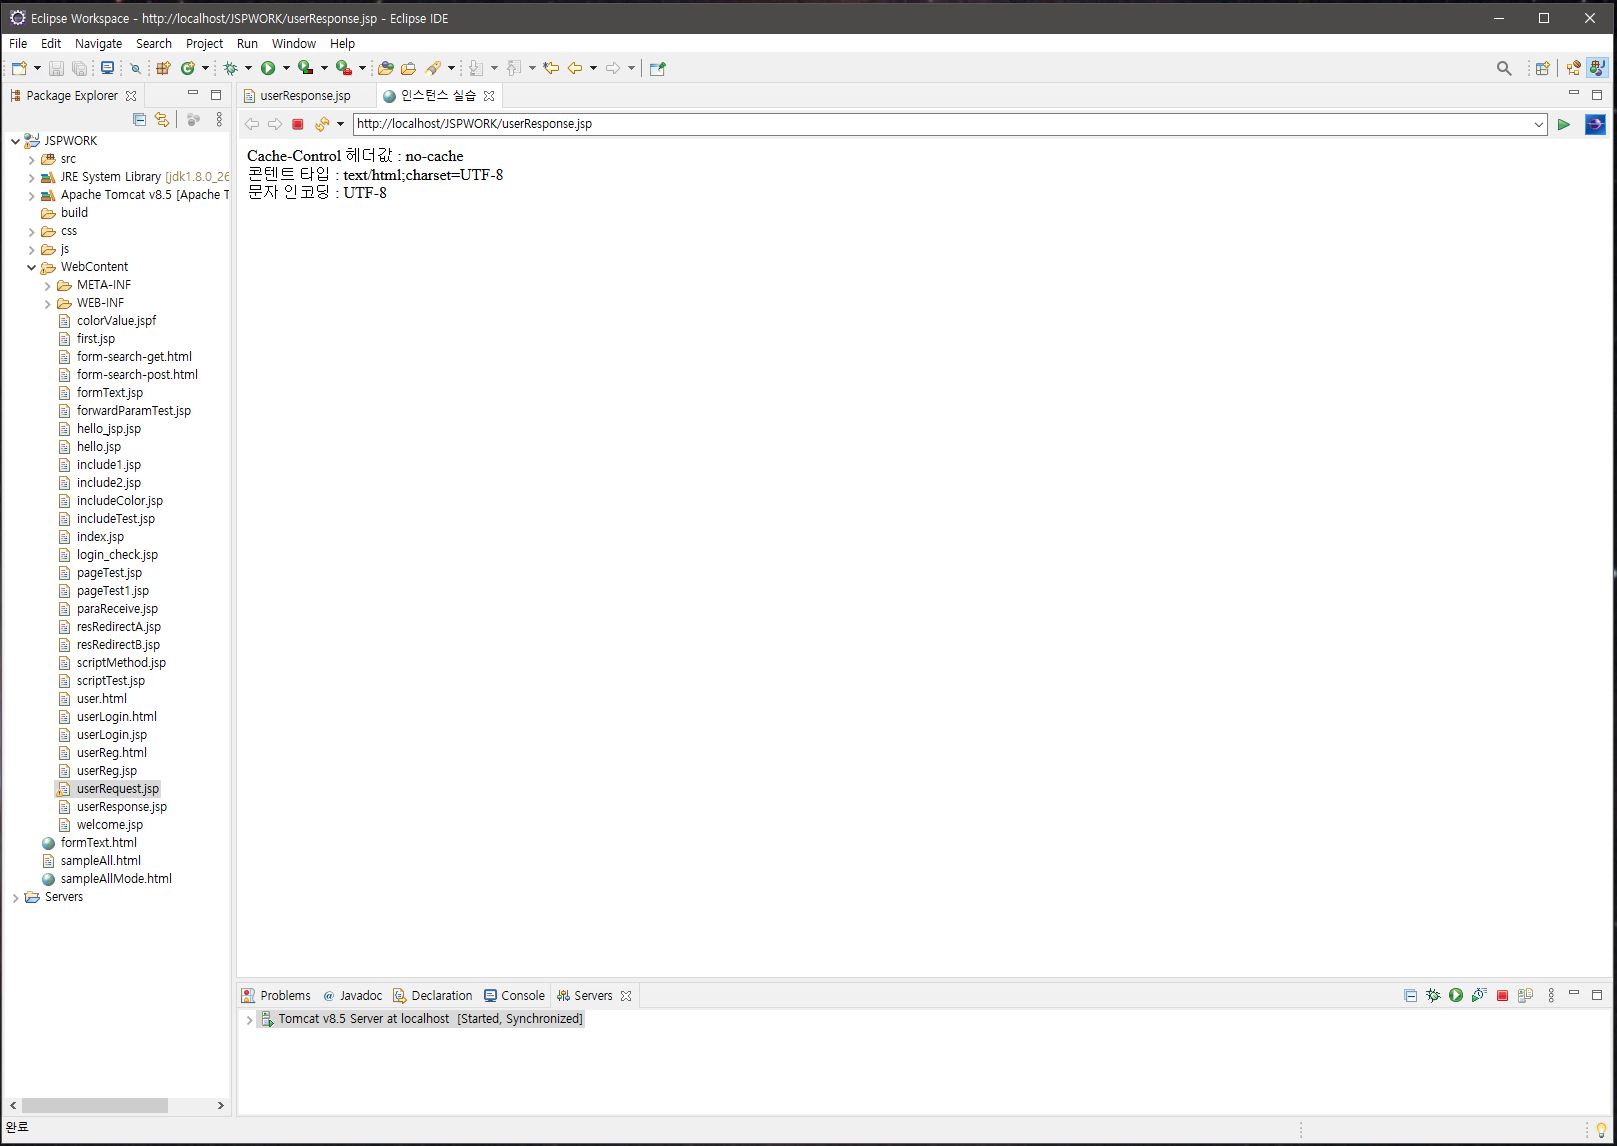 Eclipse Workspace - http://localhost/JSPWORK/userResponse.jsp - Eclipse IDE
File Edit Navigate Search Project Run Window Help
Package Explorer
JSPWORK
src
JRE System Library [jdk1.8.0_26
Apache Tomcat v8.5 [Apache T
build
css
js
WebContent
META-INF
WEB-INF
colorValue.jspf
first.jsp
form-search-get.html
form-search-post.html
formText.jsp
forwardParamTest.jsp
hello_jsp.jsp
hello.jsp
include1.jsp
include2.jsp
includeColor.jsp
includeTest.jsp
index.jsp
login_check.jsp
pageTest.jsp
pageTest1.jsp
paraReceive.jsp
resRedirectA.jsp
resRedirectB.jsp
scriptMethod.jsp
scriptTest.jsp
user.html
userLogin.html
userLogin.jsp
userReg.html
userReg.jsp
userRequest.jsp
userResponse.jsp
welcome.jsp
formText.html
sampleAll.html
sampleAllMode.html
Servers
userResponse.jsp 인스턴스 실습
http://localhost/JSPWORK/userResponse.jsp
Cache-Control 헤더값 : no-cache
콘텐트 타입 : text/html;charset=UTF-8
문자 인코딩 : UTF-8
Problems @ Javadoc Declaration Console Servers
Tomcat v8.5 Server at localhost [Started, Synchronized]
완료